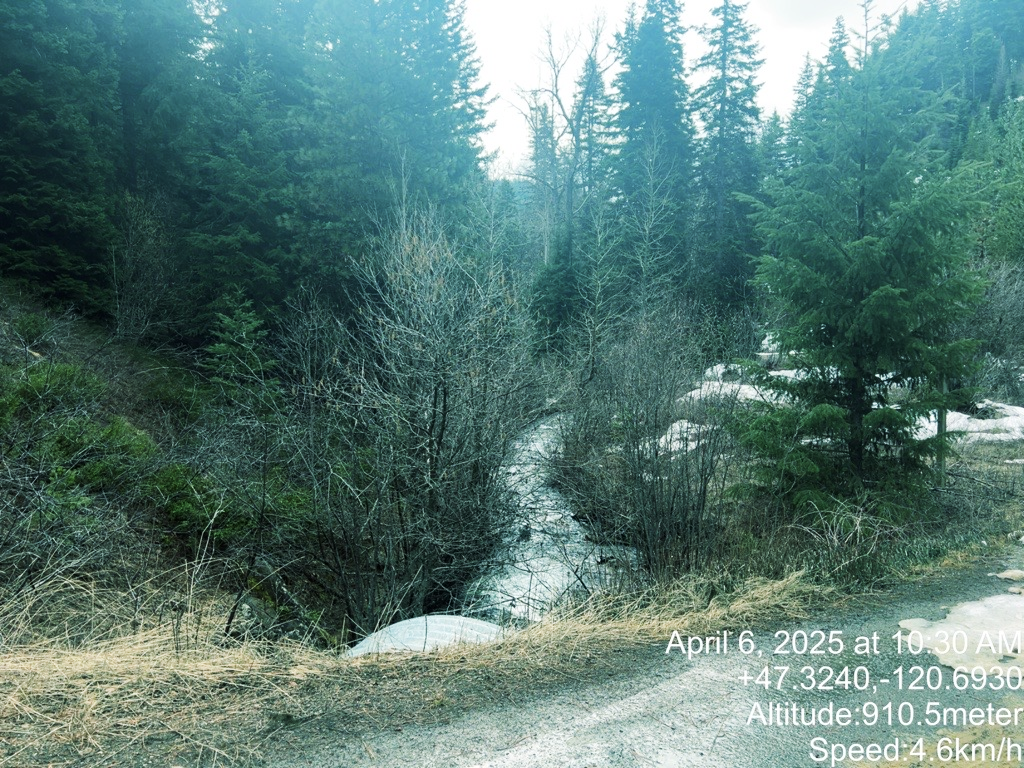 April 6, 2025 at 10:30 AM
+47.3240,-120.6930
Altitude:910.5meter
Speed:4.6km/h